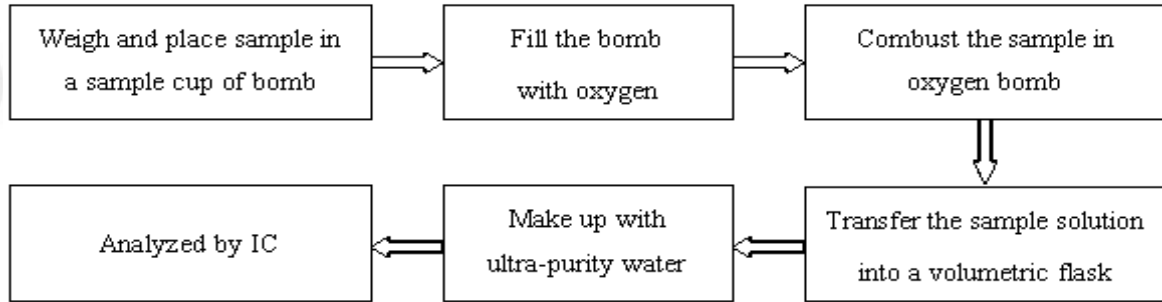 Weigh and place sample in
a sample cup of bomb
Fill the bomb
with oxygen
Combust the sample in
oxygen bomb
Transfer the sample solution
into a volumetric flask
Make up with
ultra-purity water
Analyzed by IC